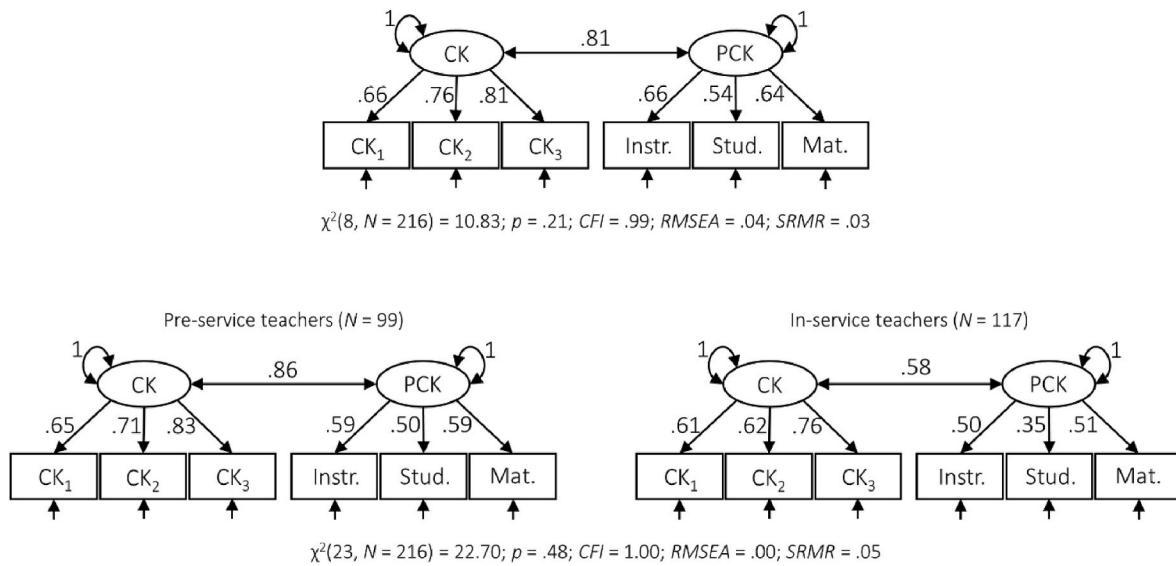 1 1
CK .81 PCK
.66 .76 .81 .66 .54 .64
CK₁ CK₂ CK₃ Instr. Stud. Mat.
χ²(8, N = 216) = 10.83; p = .21; CFI = .99; RMSEA = .04; SRMR = .03
Pre-service teachers (N = 99) In-service teachers (N = 117)
1 1 1 1
CK .86 PCK CK .58 PCK
.65 .71 .83 .59 .50 .59 .61 .62 .76 .50 .35 .51
CK₁ CK₂ CK₃ Instr. Stud. Mat. CK₁ CK₂ CK₃ Instr. Stud. Mat.
χ²(23, N = 216) = 22.70; p = .48; CFI = 1.00; RMSEA = .00; SRMR = .05